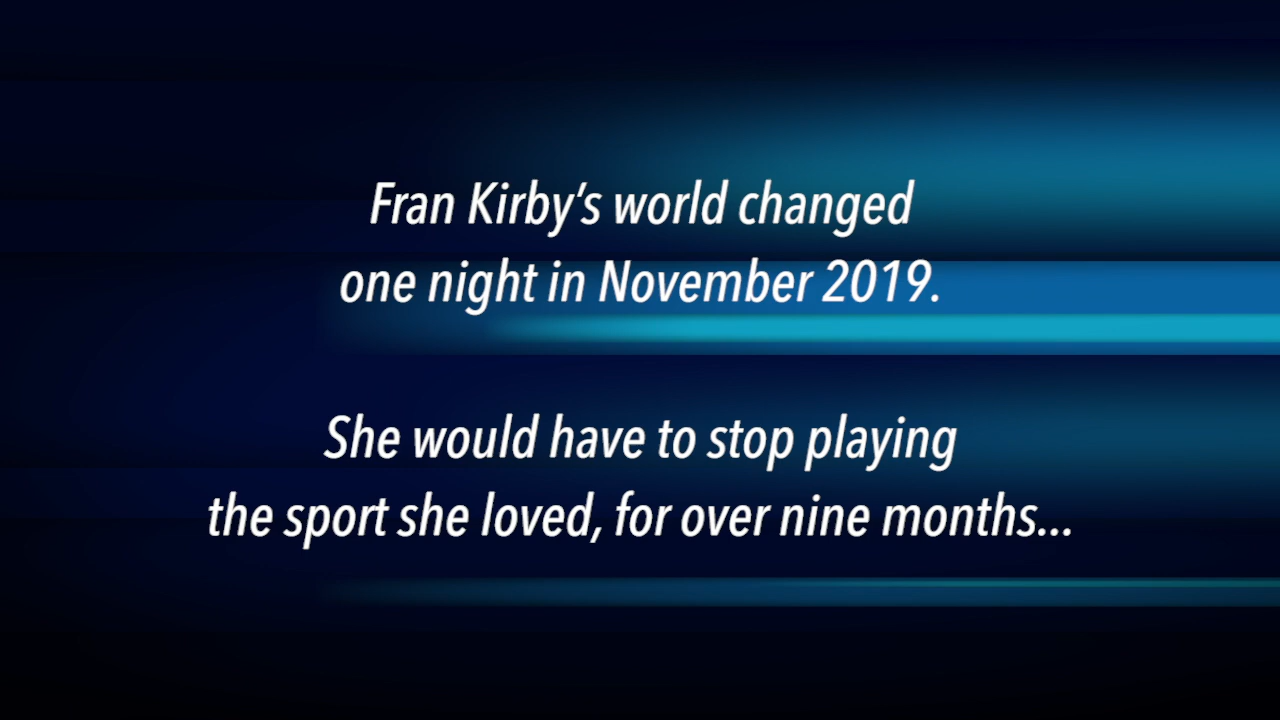 Fran Kirby’s world changed
one night in November 2019.
She would have to stop playing
the sport she loved, for over nine months...